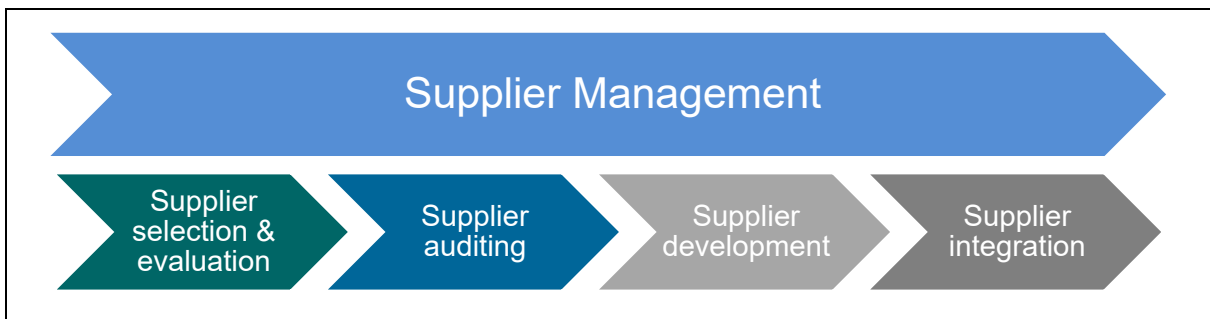 Supplier Management
Supplier
selection &
evaluation
Supplier
auditing
Supplier
development
Supplier
integration